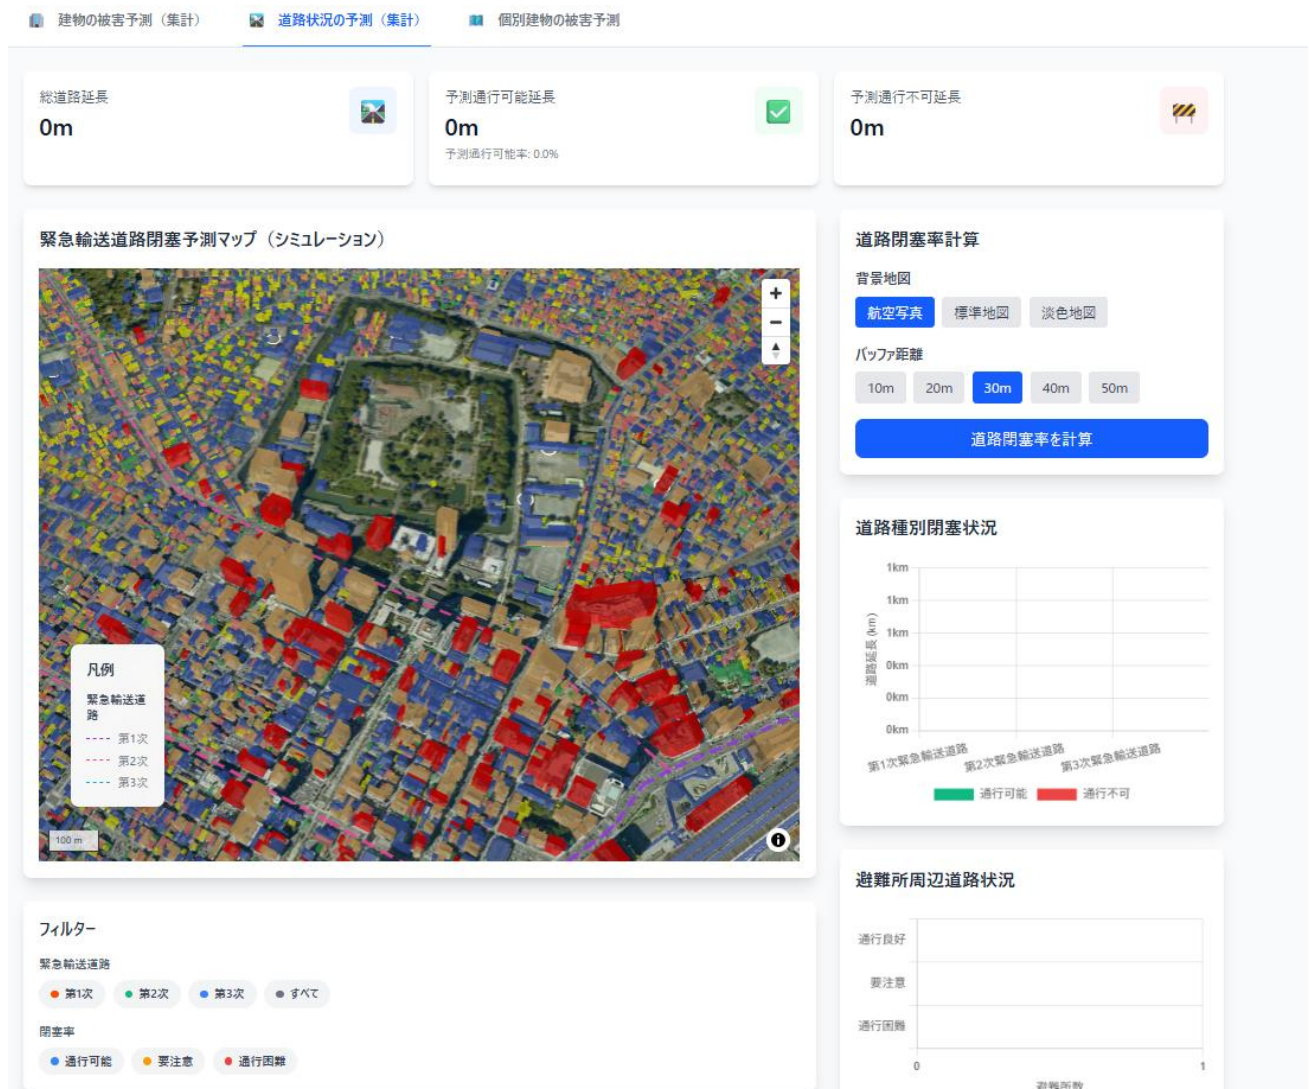 建物の被害予測（集計）
道路状況の予測（集計）
個別建物の被害予測
総道路延長
0m
予測通行可能延長
0m
予測通行可能率: 0.0%
予測通行不可延長
0m
緊急輸送道路閉塞予測マップ（シミュレーション）
凡例
緊急輸送道
路
第1次
第2次
第3次
100 m
道路閉塞率計算
背景地図
航空写真
標準地図
淡色地図
バッファ距離
10m
20m
30m
40m
50m
道路閉塞率を計算
道路種別閉塞状況
道路延長 (km)
1km
1km
1km
0km
0km
0km
第1次緊急輸送道路
第2次緊急輸送道路
第3次緊急輸送道路
通行可能
通行不可
フィルター
緊急輸送道路
第1次
第2次
第3次
すべて
閉塞率
通行可能
要注意
通行困難
避難所周辺道路状況
通行良好
要注意
通行困難
0
1
避難所数